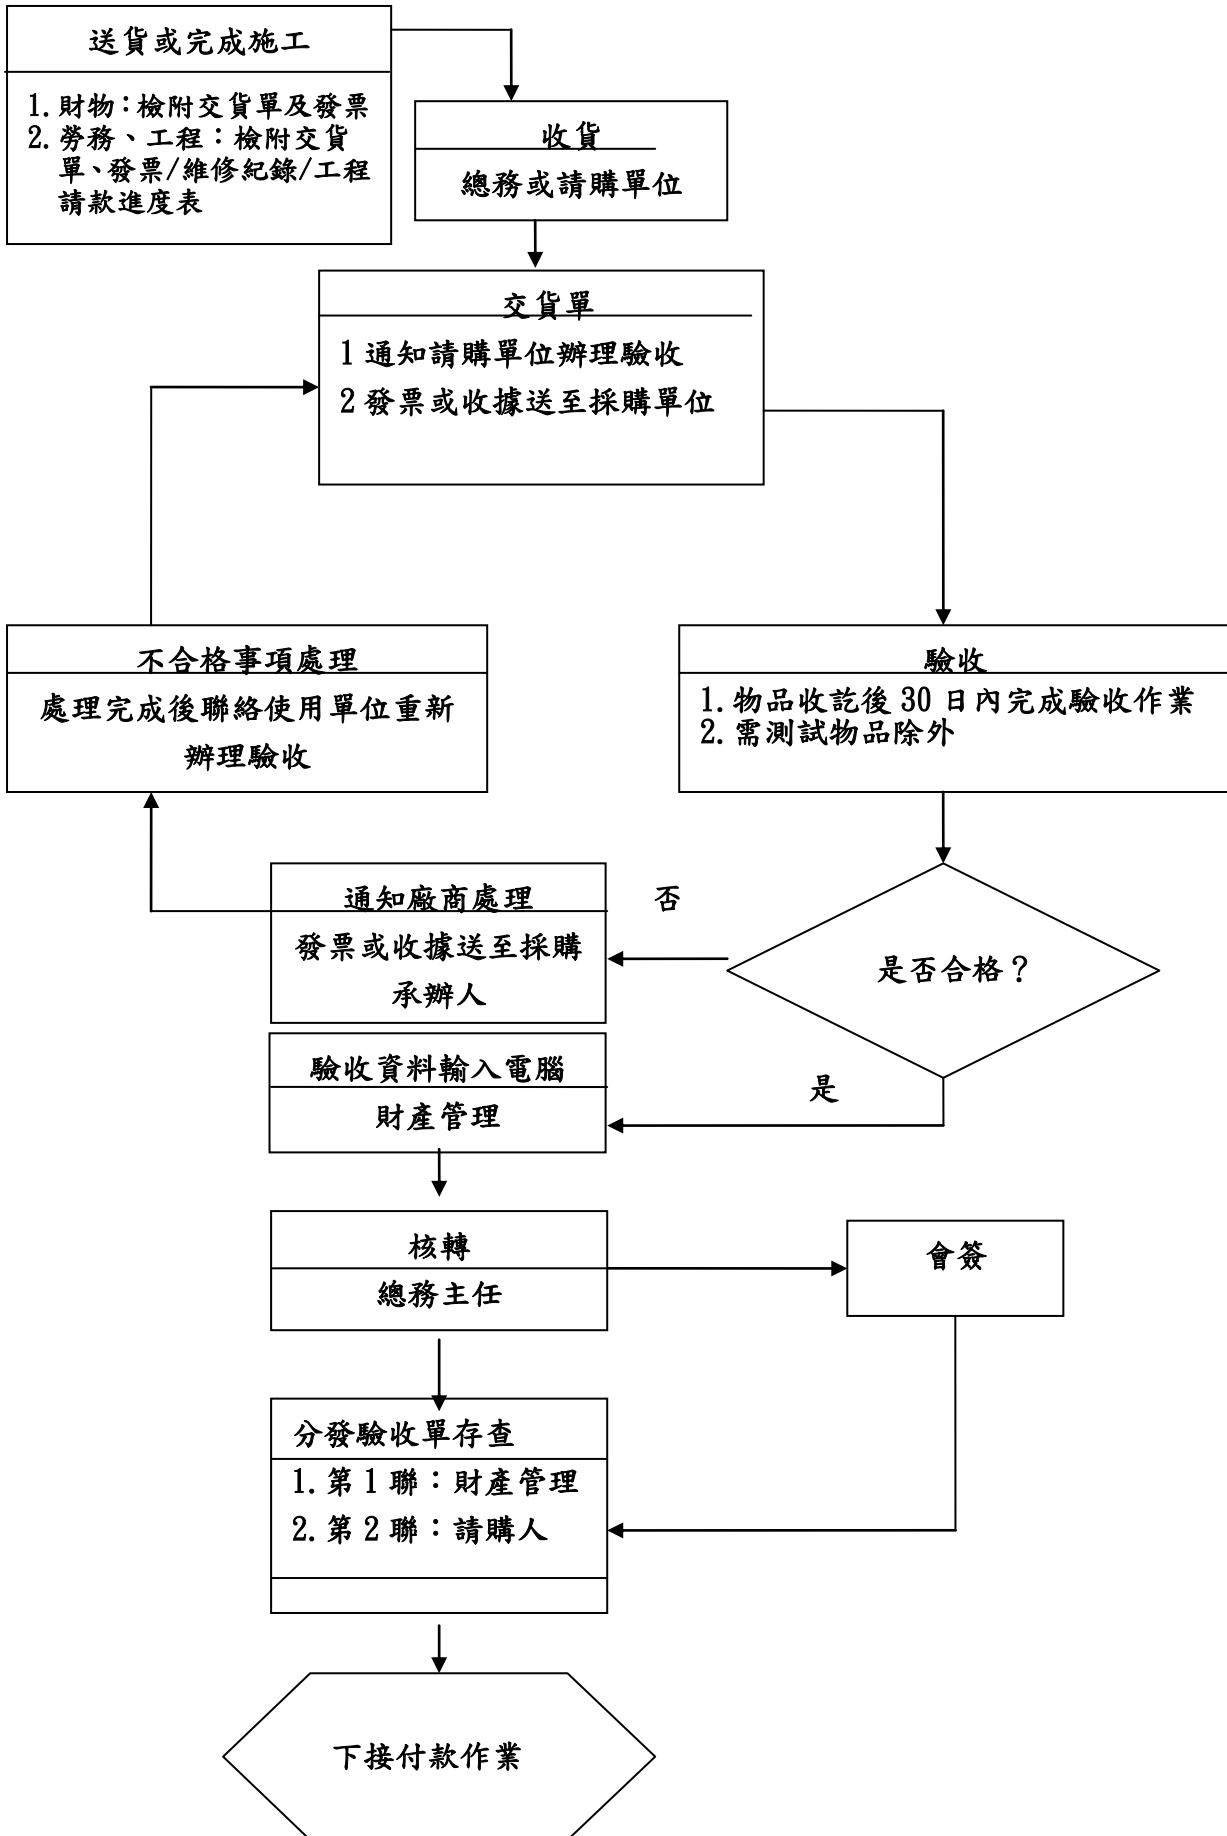 送貨或完成施工
1.財物：檢附交貨單及發票
2.勞務、工程：檢附交貨
單、發票/維修紀錄/工程
請款進度表
收貨
總務或請購單位
交貨單
1 通知請購單位辦理驗收
2 發票或收據送至採購單位
不合格事項處理
處理完成後聯絡使用單位重新
辦理驗收
驗收
1.物品收訖後 30 日內完成驗收作業
2.需測試物品除外
通知廠商處理
發票或收據送至採購
承辦人
否
是否合格？
驗收資料輸入電腦
財產管理
是
核轉
總務主任
會簽
分發驗收單存查
1.第 1 聯：財產管理
2.第 2 聯：請購人
下接付款作業